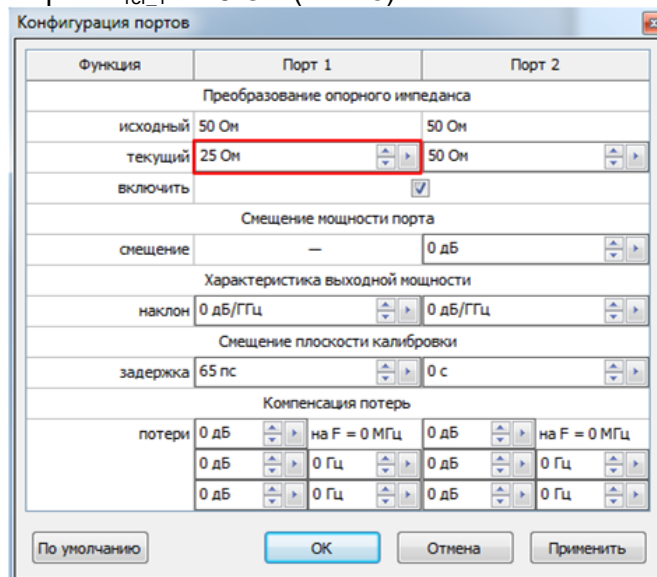 Конфигурация портов
Функция Порт 1 Порт 2
Преобразование опорного импеданса
исходный 50 Ом 50 Ом
текущий 25 Ом 50 Ом
включить
Смещение мощности порта
смещение — 0 дБ
Характеристика выходной мощности
наклон 0 дБ/ГГц 0 дБ/ГГц
Смещение плоскости калибровки
задержка 65 пс 0 с
Компенсация потерь
потери 0 дБ на F = 0 МГц 0 дБ на F = 0 МГц
0 дБ 0 Гц 0 дБ 0 Гц
0 дБ 0 Гц 0 дБ 0 Гц
По умолчанию ОК Отмена Применить